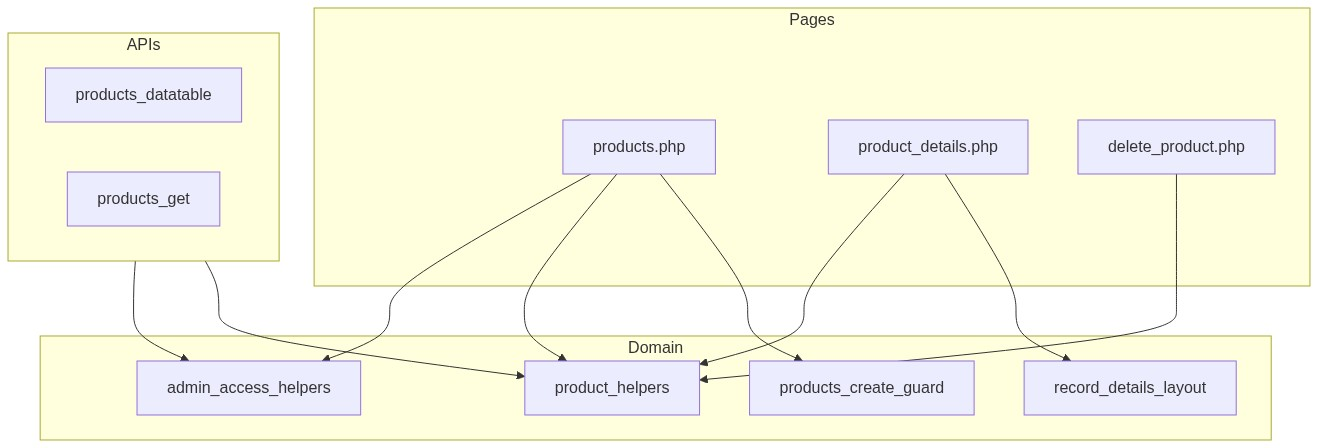 APIs
products_datatable
products_get
Pages
products.php
product_details.php
delete_product.php
Domain
admin_access_helpers
product_helpers
products_create_guard
record_details_layout